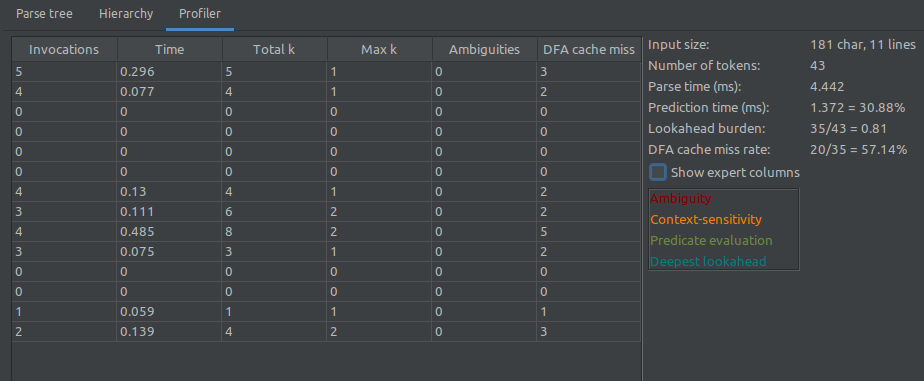 Parse tree Hierarchy Profiler
Invocations Time Total k Max k Ambiguities DFA cache miss
5 0.296 5 1 0 3
4 0.077 4 1 0 2
0 0 0 0 0 0
0 0 0 0 0 0
0 0 0 0 0 0
0 0 0 0 0 0
4 0.13 4 1 0 2
3 0.111 6 2 0 2
4 0.485 8 2 0 5
3 0.075 3 1 0 2
0 0 0 0 0 0
0 0 0 0 0 0
1 0.059 1 1 0 1
2 0.139 4 2 0 3
Input size: 181 char, 11 lines
Number of tokens: 43
Parse time (ms): 4.442
Prediction time (ms): 1.372 = 30.88%
Lookahead burden: 35/43 = 0.81
DFA cache miss rate: 20/35 = 57.14%
Show expert columns
Ambiguity
Context-sensitivity
Predicate evaluation
Deepest lookahead